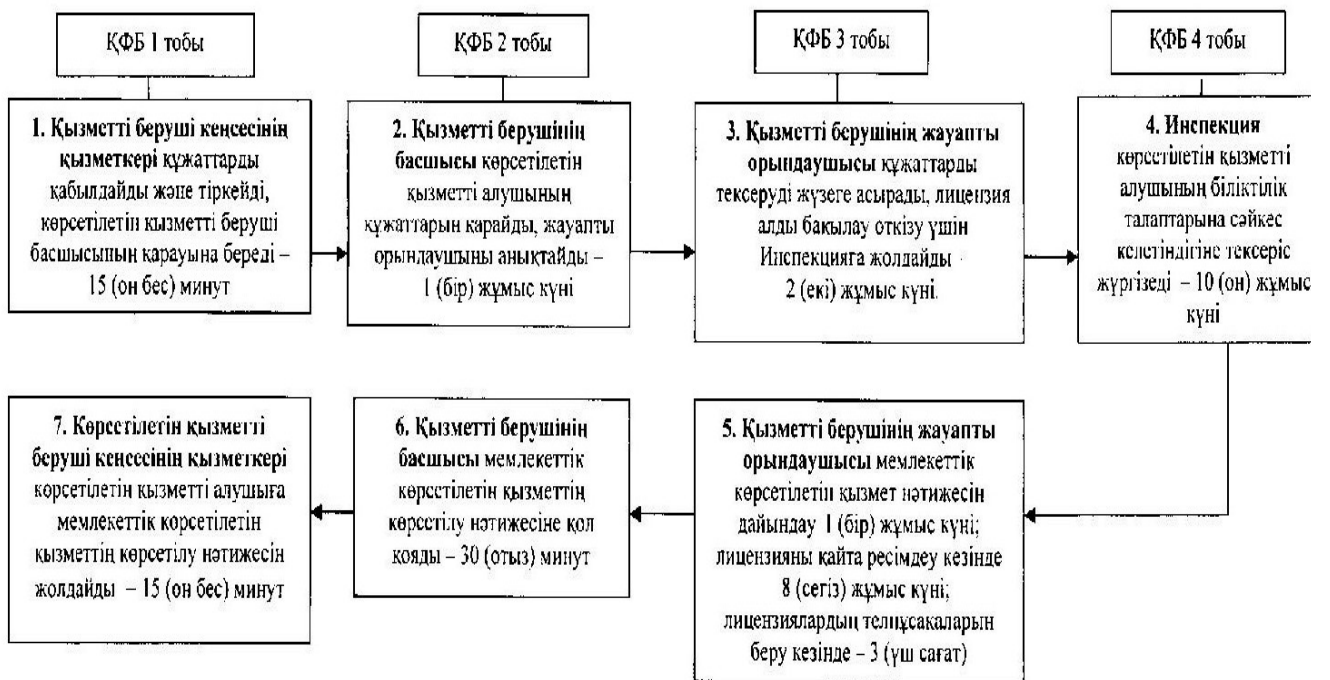 ҚФБ 1 тобы
ҚФБ 2 тобы
ҚФБ 3 тобы
ҚФБ 4 тобы
1. Қызметті беруші кеңсесінің
қызметкері құжаттарды
қабылдайды және тіркейді,
көрсетілетін қызметті беруші
басшысының қарауына береді –
15 (он бес) минут
2. Қызметті берушінің
басшысы көрсетілетін
қызметті алушының
құжаттарын қарайды, жауапты
орындаушыны анықтайды –
1 (бір) жұмыс күні
3. Қызметті берушінің жауапты
орындаушысы құжаттарды
тексеруді жүзеге асырады, лицензия
алды бақылау откізу үшін
Инспекцияға жолдайды
2 (екі) жұмыс күні.
4. Инспекция
көрсетілетін қызметті
алушының біліктілік
талаптарына сәйкес
келетіндігіне тексеріс
жүргізеді – 10 (он) жұмыс
күні
7. Көрсетілетін қызметті
беруші кеңсесінің қызметкері
көрсетілетін қызметті алушыға
мемлекеттік көрсетілетін
қызметтің көрсетілу нәтижесін
жолдайды – 15 (он бес) минут
6. Қызметті берушінің
басшысы мемлекеттік
көрсетілетін қызметтің
көрсетілу нәтижесіне қол
қояды – 30 (отыз) минут
5. Қызметті берушінің жауапты
орындаушысы мемлекеттік
көрсетілетін қызмет нәтижесін
дайындау 1 (бір) жұмыс күні;
лицензияны қайта ресімдеу кезінде
8 (сегіз) жұмыс күні;
лицензиялардың телнұсқаларын
беру кезінде – 3 (үш сағат)